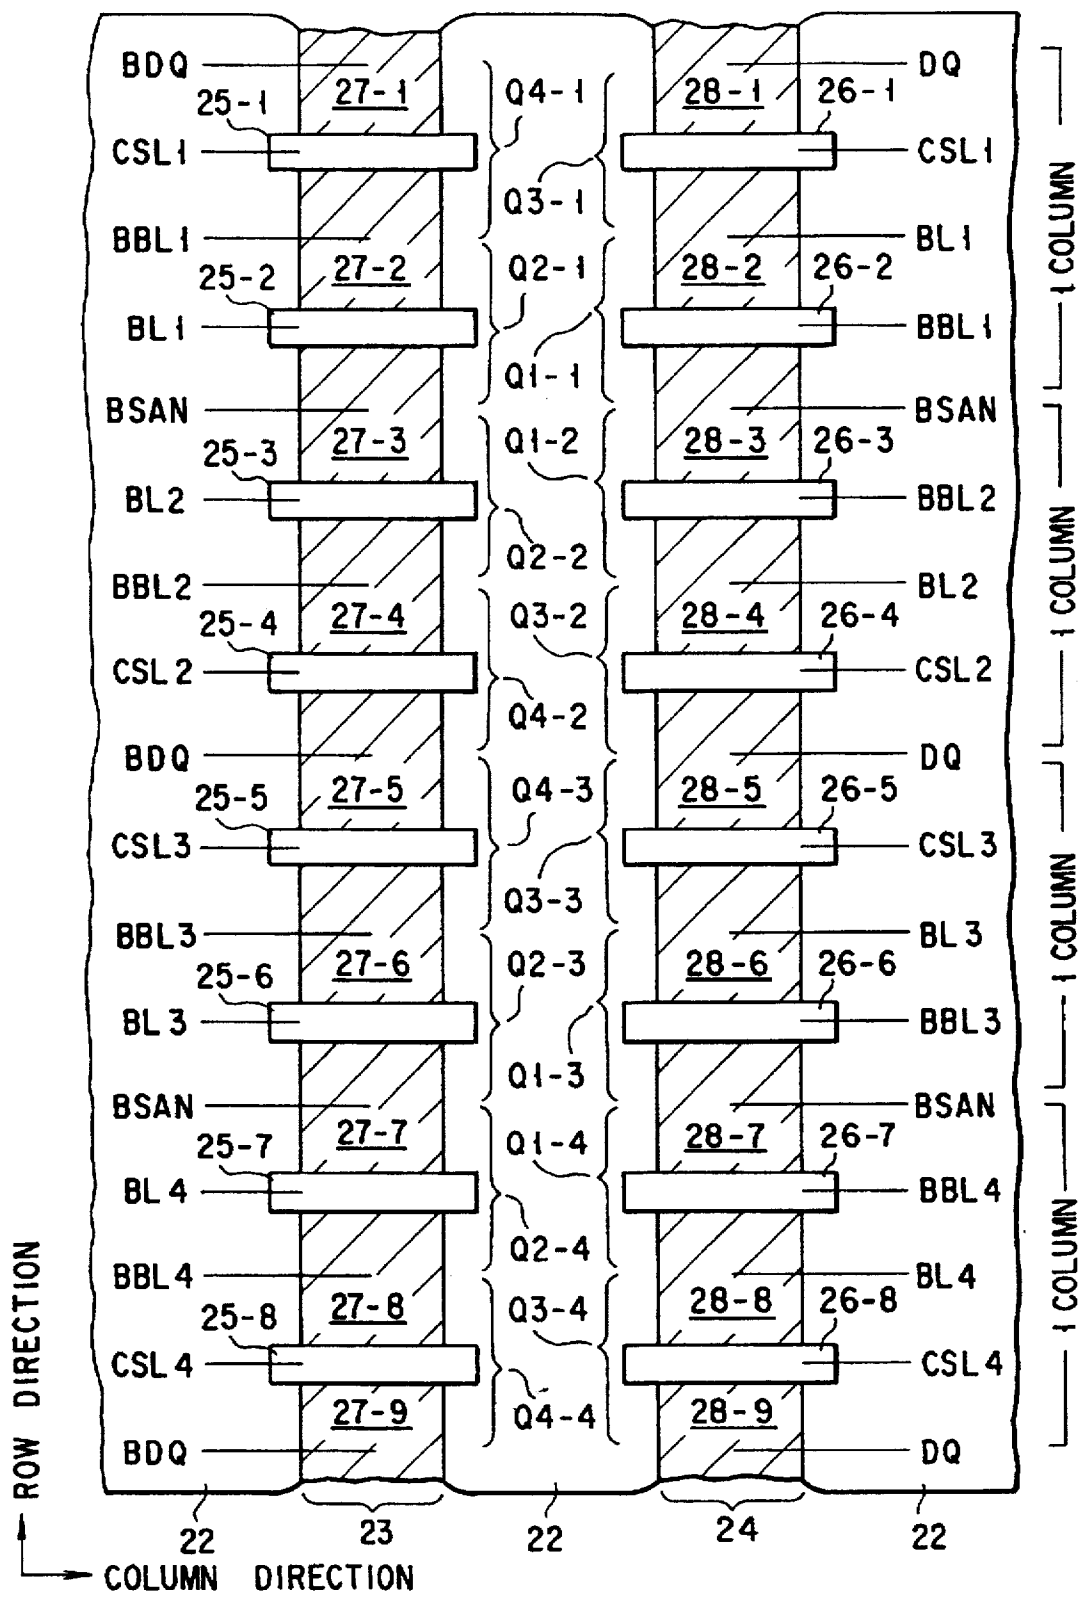 BDQ 27-1 Q4-1 28-1 DQ
25-1 26-1
CSL1 CSL1
Q3-1
BBL1 BL1
27-2 Q2-1 28-2
25-2 26-2
BL1 BBL1
Q1-1
1 COLUMN
BSAN BSAN
27-3 Q1-2 28-3
25-3 26-3
BL2 BBL2
Q2-2
BBL2 BL2
27-4 Q3-2 28-4
25-4 26-4
CSL2 CSL2
Q4-2
1 COLUMN
BDQ DQ
27-5 Q4-3 28-5
25-5 26-5
CSL3 CSL3
Q3-3
BBL3 BL3
27-6 Q2-3 28-6
25-6 26-6
BL3 BBL3
Q1-3
1 COLUMN
BSAN BSAN
27-7 Q1-4 28-7
25-7 26-7
BL4 BBL4
Q2-4
BBL4 BL4
27-8 Q3-4 28-8
25-8 26-8
CSL4 CSL4
27-9 Q4-4 28-9
1 COLUMN
BDQ DQ
22 23 22 24 22
ROW DIRECTION
COLUMN DIRECTION